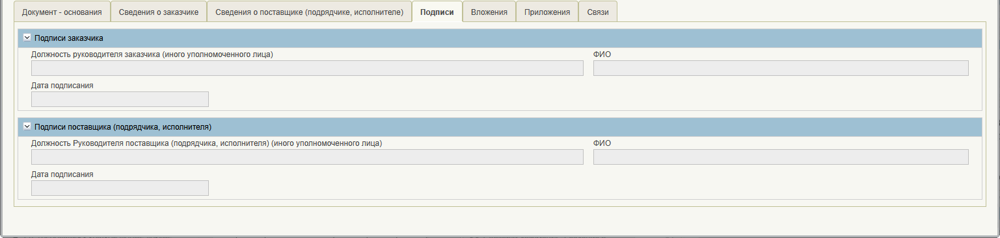 Документ - основания Сведения о заказчике Сведения о поставщике (подрядчике, исполнителе) Подписи Вложения Приложения Связи
Подписи заказчика
Должность руководителя заказчика (иного уполномоченного лица) ФИО
Дата подписания
Подписи поставщика (подрядчика, исполнителя)
Должность Руководителя поставщика (подрядчика, исполнителя) (иного уполномоченного лица) ФИО
Дата подписания